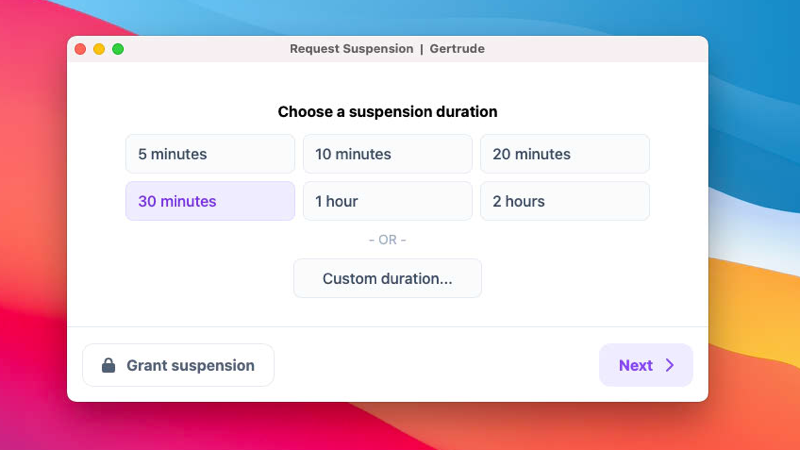 Request Suspension | Gertrude
Choose a suspension duration
5 minutes
10 minutes
20 minutes
30 minutes
1 hour
2 hours
- OR -
Custom duration...
Grant suspension
Next